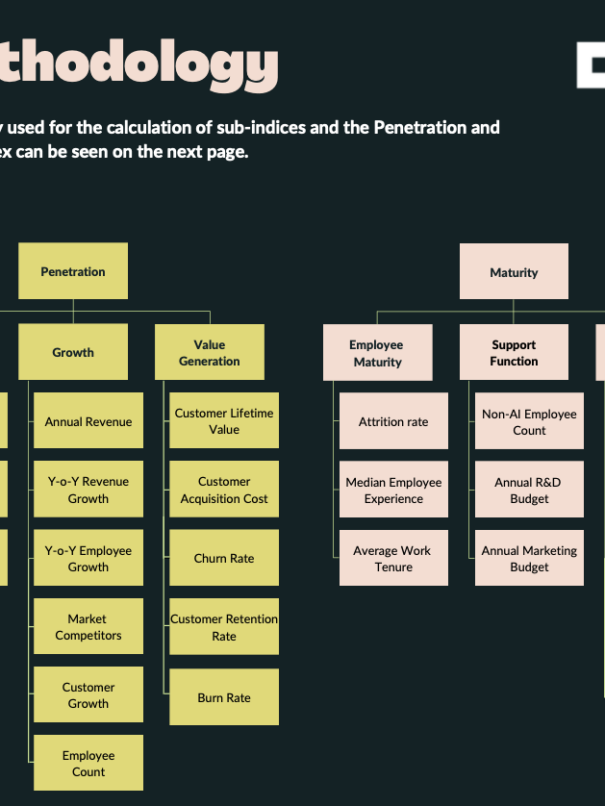 thodology
y used for the calculation of sub-indices and the Penetration and
ex can be seen on the next page.
Penetration
Growth
Annual Revenue
Y-o-Y Revenue
Growth
Y-o-Y Employee
Growth
Market
Competitors
Customer
Growth
Employee
Count
Value
Generation
Customer Lifetime
Value
Customer
Acquisition Cost
Churn Rate
Customer Retention
Rate
Burn Rate
Maturity
Employee
Maturity
Attrition rate
Median Employee
Experience
Average Work
Tenure
Support
Function
Non-AI Employee
Count
Annual R&D
Budget
Annual Marketing
Budget